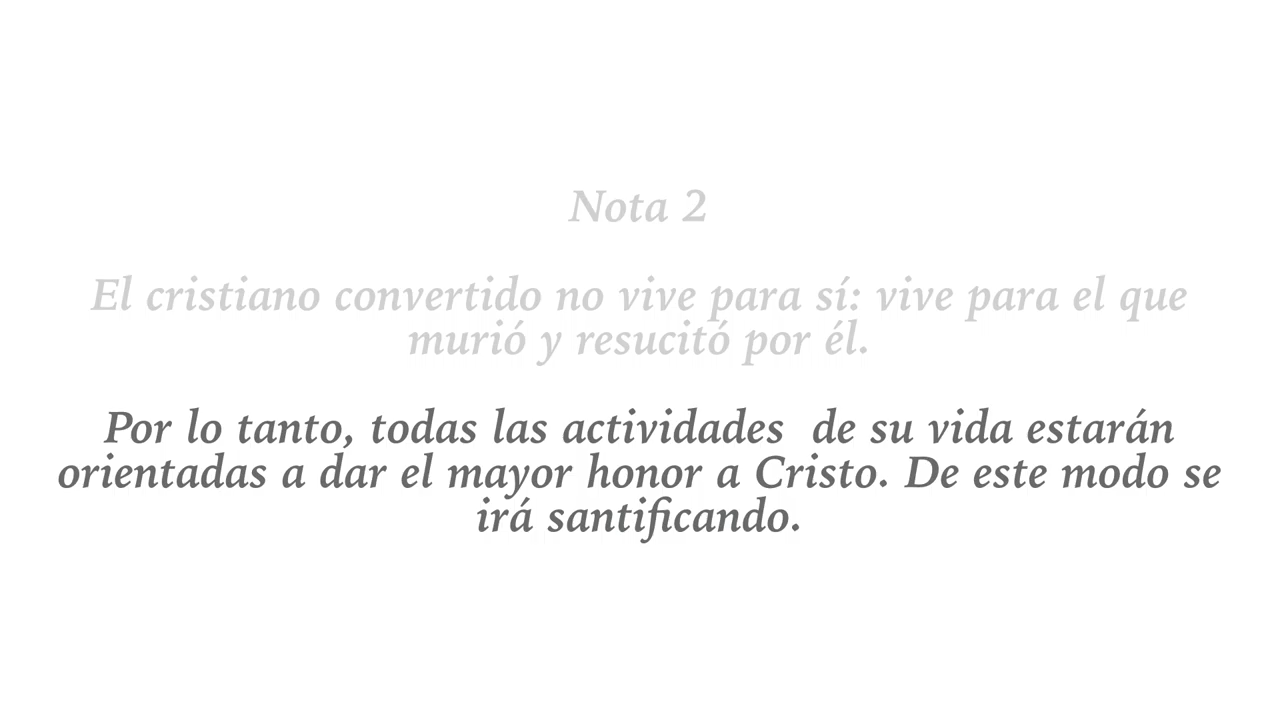 Nota 2
El cristiano convertido no vive para sí: vive para el que
murió y resucitó por él.
Por lo tanto, todas las actividades  de su vida estarán
orientadas a dar el mayor honor a Cristo. De este modo se
irá santificando.